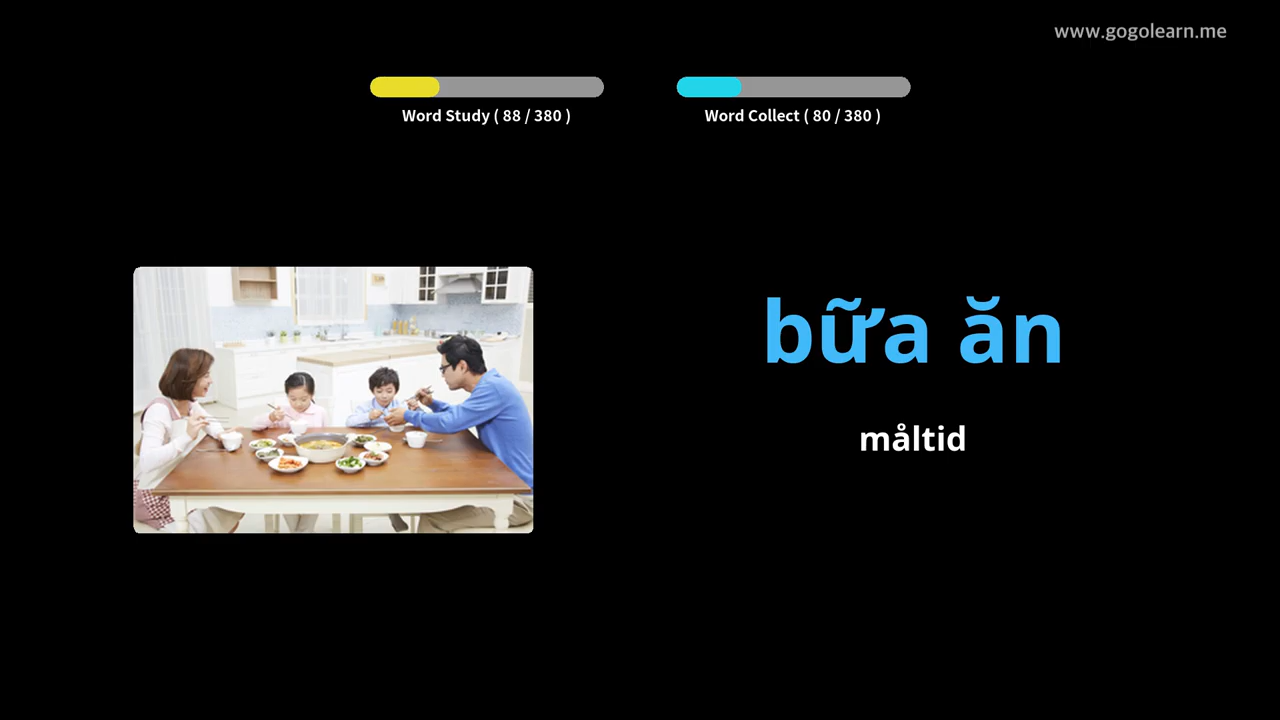 www.gogolearn.me
Word Study ( 88 / 380 )
Word Collect ( 80 / 380 )
bữa ăn
måltid